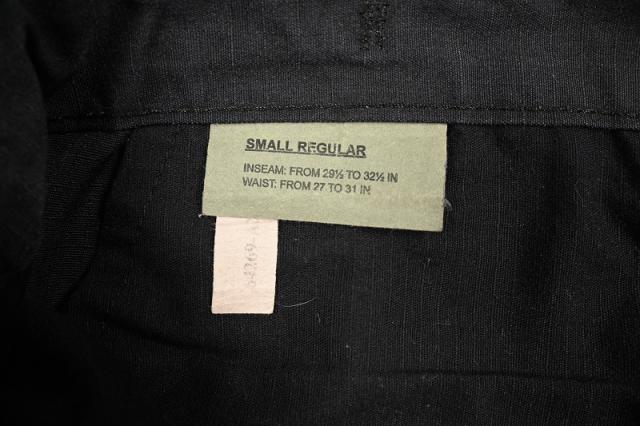 SMALL REGULAR
INSEAM: FROM 29½ TO 32½ IN
WAIST: FROM 27 TO 31 IN